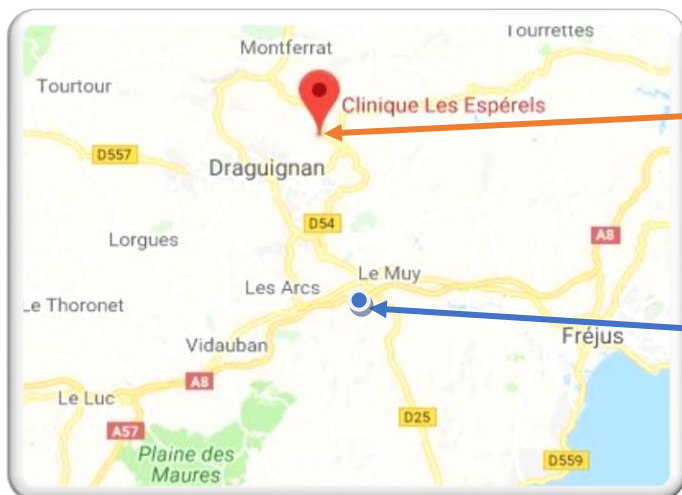 Tourrettes
Montferrat
Tourtour
Clinique Les Espérels
D557
Draguignan
D54
A8
Lorgues
Le Muy
Les Arcs
Le Thoronet
Fréjus
Vidauban
A8
Le Luc
D25
A57
Plaine des
Maures
D559